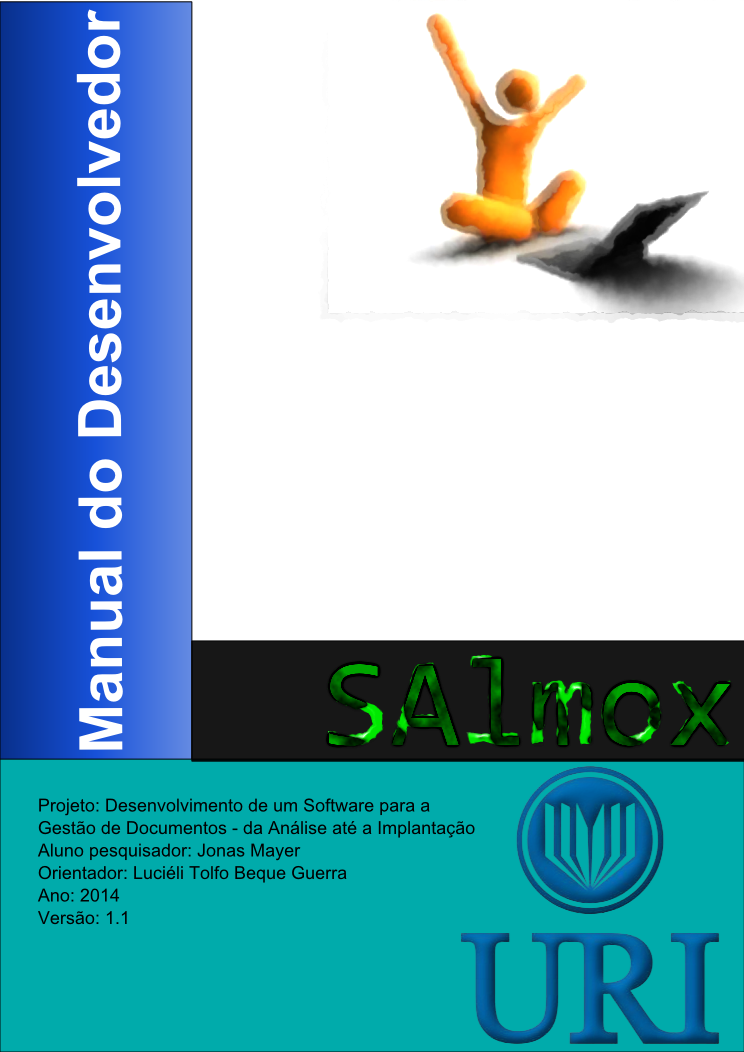 Manual do Desenvolvedor
SAlmox
Projeto: Desenvolvimento de um Software para a
Gestão de Documentos - da Análise até a Implantação
Aluno pesquisador: Jonas Mayer
Orientador: Luciéli Tolfo Beque Guerra
Ano: 2014
Versão: 1.1
URI